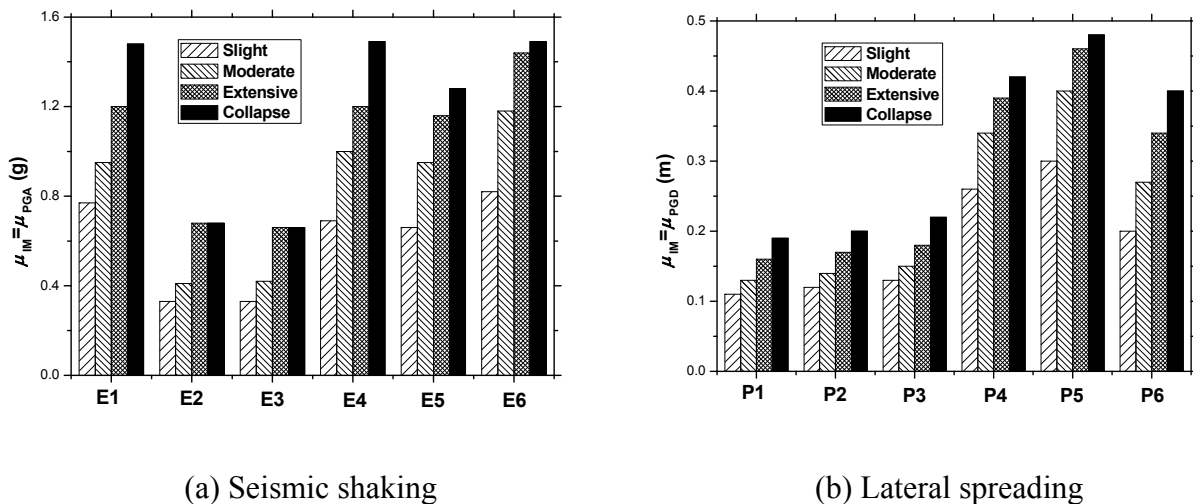 1.6
1.2
0.8
0.4
0.0
μIM=μPGA (g)
Slight
Moderate
Extensive
Collapse
E1 E2 E3 E4 E5 E6
(a) Seismic shaking
0.5
0.4
0.3
0.2
0.1
0.0
μIM=μPGD (m)
Slight
Moderate
Extensive
Collapse
P1 P2 P3 P4 P5 P6
(b) Lateral spreading